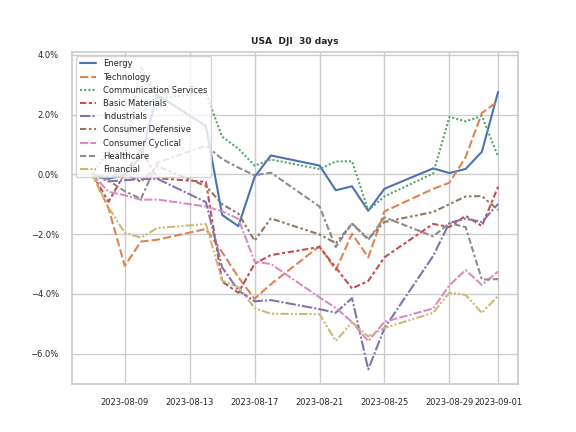 USA DJI 30 days
4.0%
2.0%
0.0%
−2.0%
−4.0%
−6.0%
Energy
Technology
Communication Services
Basic Materials
Industrials
Consumer Defensive
Consumer Cyclical
Healthcare
Financial
2023-08-09 2023-08-13 2023-08-17 2023-08-21 2023-08-25 2023-08-29 2023-09-01